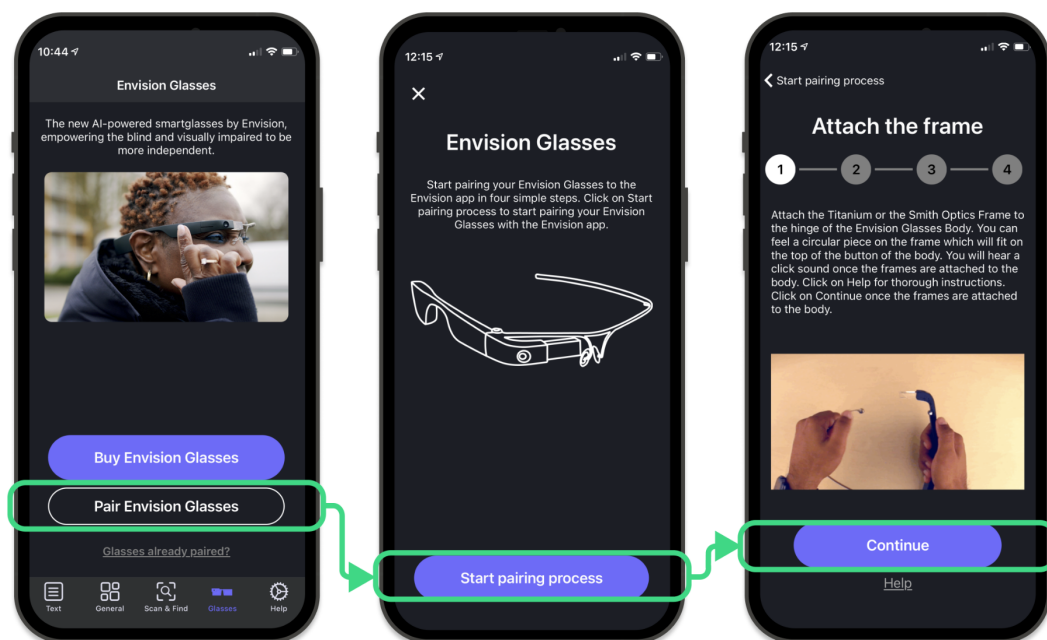 10:44
Envision Glasses
The new AI-powered smartglasses by Envision,
empowering the blind and visually impaired to be
more independent.
Buy Envision Glasses
Pair Envision Glasses
Glasses already paired?
Text
General
Scan & Find
Glasses
Help
12:15
Envision Glasses
Start pairing your Envision Glasses to the
Envision app in four simple steps. Click on Start
pairing process to start pairing your Envision
Glasses with the Envision app.
Start pairing process
12:15
Start pairing process
Attach the frame
1
2
3
4
Attach the Titanium or the Smith Optics Frame to
the hinge of the Envision Glasses Body. You can
feel a circular piece on the frame which will fit on
the top of the button of the body. You will hear a
click sound once the frames are attached to the
body. Click on Help for thorough instructions.
Click on Continue once the frames are attached
to the body.
Continue
Help